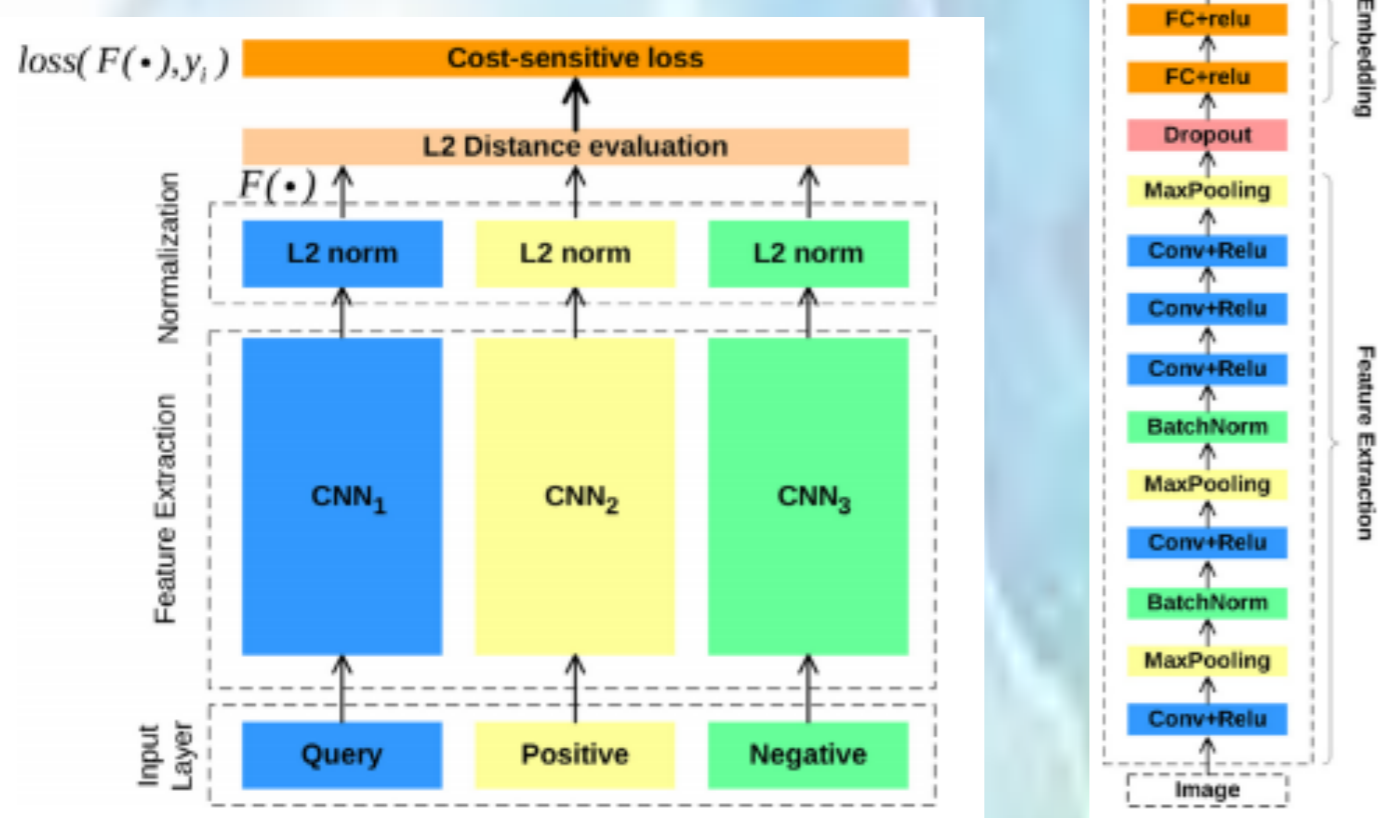 loss( F(•), y_i )
Cost-sensitive loss
L2 Distance evaluation
F(•)
Normalization
L2 norm
L2 norm
L2 norm
Feature Extraction
CNN1
CNN2
CNN3
Input
Layer
Query
Positive
Negative
FC+relu
FC+relu
Embedding
Dropout
MaxPooling
Conv+Relu
Conv+Relu
Conv+Relu
BatchNorm
MaxPooling
Conv+Relu
BatchNorm
MaxPooling
Conv+Relu
Feature Extraction
Image